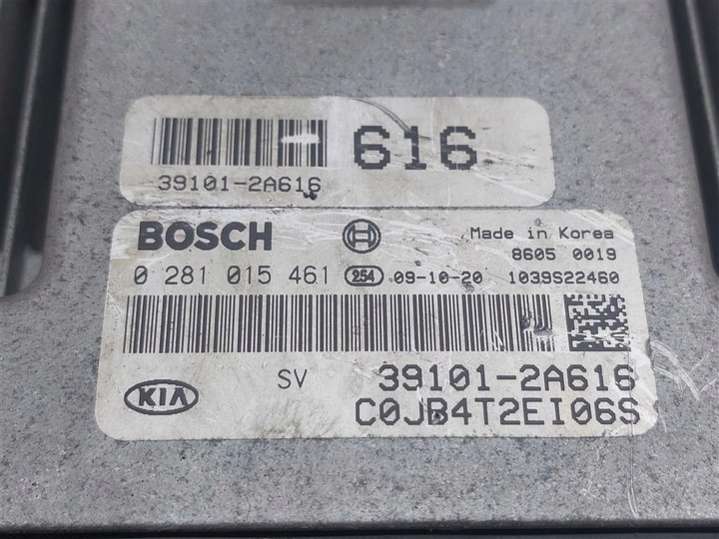 616
39101-2A616
BOSCH
Made in Korea
8605 0019
0 281 015 461 254 09-10-20 1039S22460
SV 39101-2A616
KIA
C0JB4T2EI06S